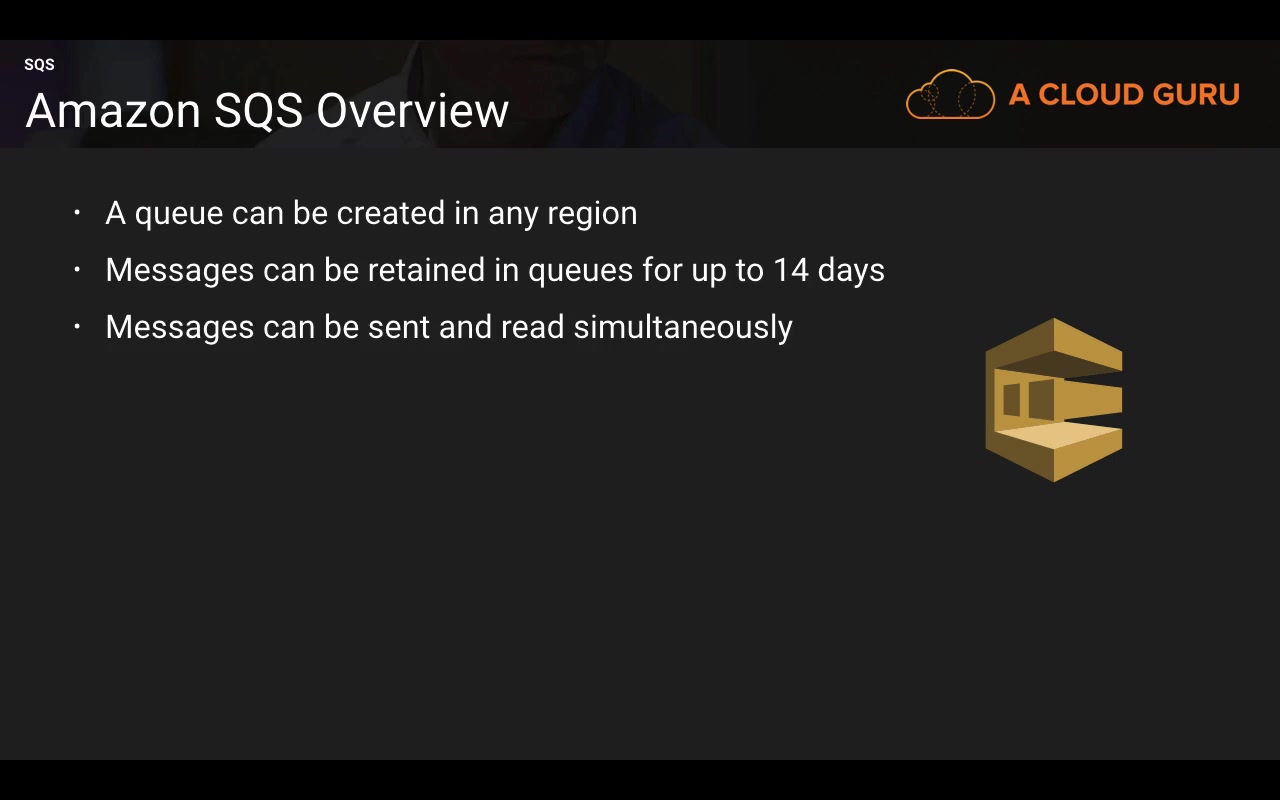 SQS
Amazon SQS Overview
A CLOUD GURU
· A queue can be created in any region
· Messages can be retained in queues for up to 14 days
· Messages can be sent and read simultaneously